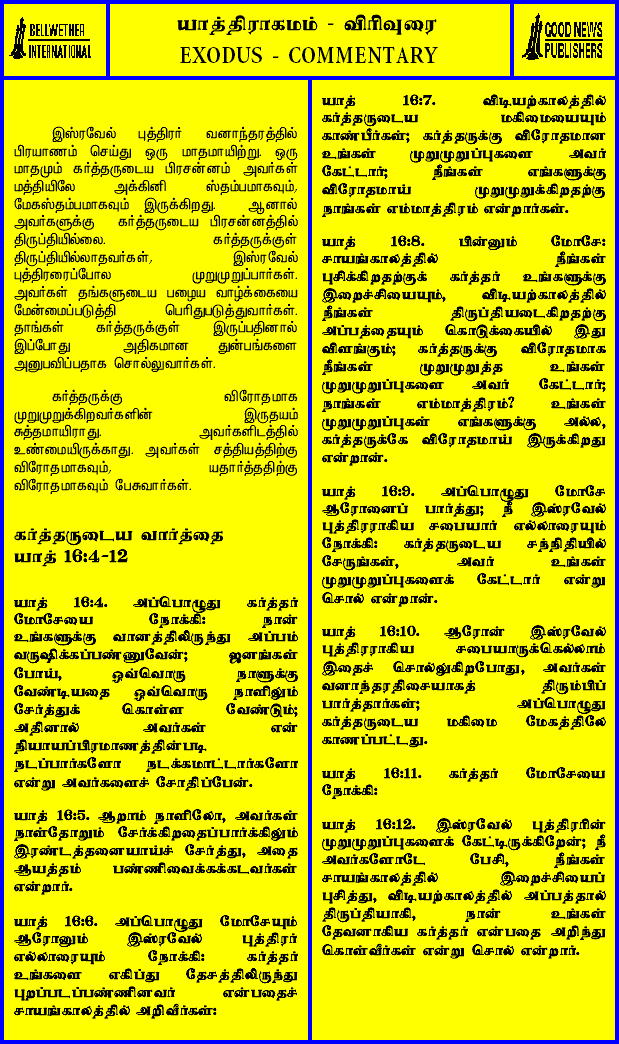 BELLWETHER
INTERNATIONAL
யாத்திராகமம் - விரிவுரை
EXODUS - COMMENTARY
GOOD NEWS
PUBLISHERS
இஸ்ரவேல் புத்திரர் வனாந்தரத்தில்
பிரயாணம் செய்து ஒரு மாதமாயிற்று. ஒரு
மாதமும் கர்த்தருடைய பிரசன்னம் அவர்கள்
மத்தியிலே அக்கினி ஸ்தம்பமாகவும்,
மேகஸ்தம்பமாகவும் இருக்கிறது. ஆனால்
அவர்களுக்கு கர்த்தருடைய பிரசன்னத்தில்
திருப்தியில்லை. கர்த்தருக்குள்
திருப்தியில்லாதவர்கள், இஸ்ரவேல்
புத்திரரைப்போல முறுமுறுப்பார்கள்.
அவர்கள் தங்களுடைய பழைய வாழ்க்கையை
மேன்மைப்படுத்தி பெரிதுபடுத்துவார்கள்.
தாங்கள் கர்த்தருக்குள் இருப்பதினால்
இப்போது அதிகமான துன்பங்களை
அனுபவிப்பதாக சொல்லுவார்கள்.
கர்த்தருக்கு விரோதமாக
முறுமுறுக்கிறவர்களின் இருதயம்
சுத்தமாயிராது. அவர்களிடத்தில்
உண்மையிருக்காது. அவர்கள் சத்தியத்திற்கு
விரோதமாகவும், யதார்த்ததிற்கு
விரோதமாகவும் பேசுவார்கள்.
கர்த்தருடைய வார்த்தை
யாத் 16:4-12
யாத் 16:4. அப்பொழுது கர்த்தர்
மோசேயை நோக்கி: நான்
உங்களுக்கு வானத்திலிருந்து அப்பம்
வருஷிக்கப்பண்ணுவேன்; ஜனங்கள்
போய், ஒவ்வொரு நாளுக்கு
வேண்டியதை ஒவ்வொரு நாளிலும்
சேர்த்துக் கொள்ள வேண்டும்;
அதினால் அவர்கள் என்
நியாயப்பிரமாணத்தின்படி
நடப்பார்களோ நடக்கமாட்டார்களோ
என்று அவர்களைச் சோதிப்பேன்.
யாத் 16:5. ஆறாம் நாளிலோ, அவர்கள்
நாள்தோறும் சேர்க்கிறதைப்பார்க்கிலும்
இரண்டத்தனையாய்ச் சேர்த்து, அதை
ஆயத்தம் பண்ணிவைக்கக்கடவர்கள்
என்றார்.
யாத் 16:6. அப்பொழுது மோசேயும்
ஆரோனும் இஸ்ரவேல் புத்திரர்
எல்லாரையும் நோக்கி: கர்த்தர்
உங்களை எகிப்து தேசத்திலிருந்து
புறப்படப்பண்ணினவர் என்பதைச்
சாயங்காலத்தில் அறிவீர்கள்:
யாத் 16:7. விடியற்காலத்தில்
கர்த்தருடைய மகிமையையும்
காண்பீர்கள்; கர்த்தருக்கு விரோதமான
உங்கள் முறுமுறுப்புகளை அவர்
கேட்டார்; நீங்கள் எங்களுக்கு
விரோதமாய் முறுமுறுக்கிறதற்கு
நாங்கள் எம்மாத்திரம் என்றார்கள்.
யாத் 16:8. பின்னும் மோசே:
சாயங்காலத்தில் நீங்கள்
புசிக்கிறதற்குக் கர்த்தர் உங்களுக்கு
இறைச்சியையும், விடியற்காலத்தில்
நீங்கள் திருப்தியடைகிறதற்கு
அப்பத்தையும் கொடுக்கையில் இது
விளங்கும்; கர்த்தருக்கு விரோதமாக
நீங்கள் முறுமுறுத்த உங்கள்
முறுமுறுப்புகளை அவர் கேட்டார்;
நாங்கள் எம்மாத்திரம்? உங்கள்
முறுமுறுப்புகள் எங்களுக்கு அல்ல,
கர்த்தருக்கே விரோதமாய் இருக்கிறது
என்றான்.
யாத் 16:9. அப்பொழுது மோசே
ஆரோனைப் பார்த்து; நீ இஸ்ரவேல்
புத்திரராகிய சபையார் எல்லாரையும்
நோக்கி: கர்த்தருடைய சந்நிதியில்
சேருங்கள், அவர் உங்கள்
முறுமுறுப்புகளைக் கேட்டார் என்று
சொல் என்றான்.
யாத் 16:10. ஆரோன் இஸ்ரவேல்
புத்திரராகிய சபையாருக்கெல்லாம்
இதைச் சொல்லுகிறபோது, அவர்கள்
வனாந்தரதிசையாகத் திரும்பிப்
பார்த்தார்கள்; அப்பொழுது
கர்த்தருடைய மகிமை மேகத்திலே
காணப்பட்டது.
யாத் 16:11. கர்த்தர் மோசேயை
நோக்கி:
யாத் 16:12. இஸ்ரவேல் புத்திரரின்
முறுமுறுப்புகளைக் கேட்டிருக்கிறேன்; நீ
அவர்களோடே பேசி, நீங்கள்
சாயங்காலத்தில் இறைச்சியைப்
புசித்து, விடியற்காலத்தில் அப்பத்தால்
திருப்தியாகி, நான் உங்கள்
தேவனாகிய கர்த்தர் என்பதை அறிந்து
கொள்வீர்கள் என்று சொல் என்றார்.